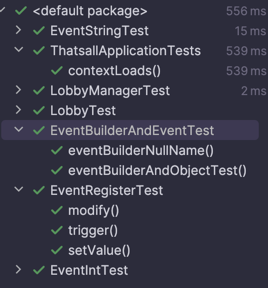 <default package> 556 ms
EventStringTest 15 ms
ThatsallApplicationTests 539 ms
contextLoads() 539 ms
LobbyManagerTest 2 ms
LobbyTest
EventBuilderAndEventTest
eventBuilderNullName()
eventBuilderAndObjectTest()
EventRegisterTest
modify()
trigger()
setValue()
EventIntTest